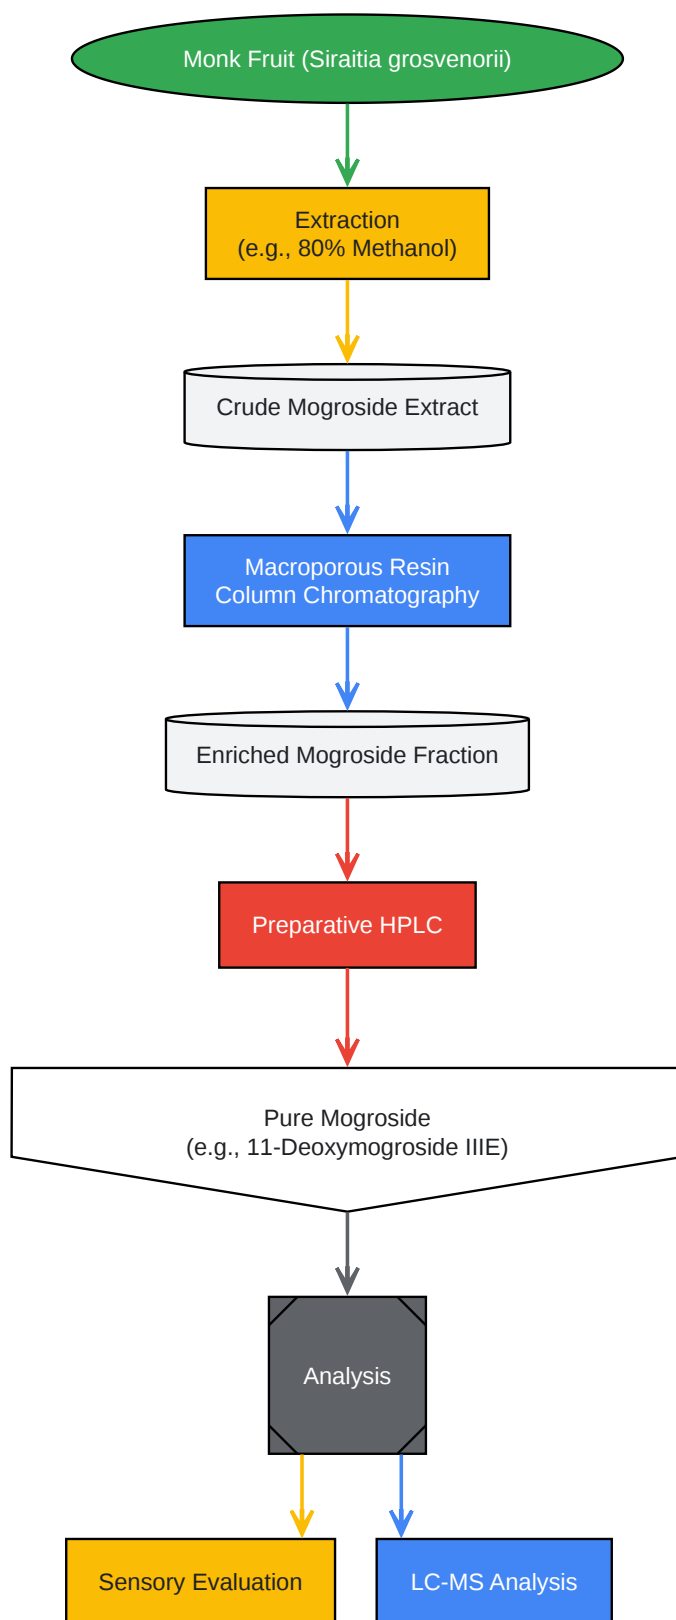 Monk Fruit (Siraitia grosvenorii)
Extraction
(e.g., 80% Methanol)
Crude Mogroside Extract
Macroporous Resin
Column Chromatography
Enriched Mogroside Fraction
Preparative HPLC
Pure Mogroside
(e.g., 11-Deoxymogroside IIIE)
Analysis
Sensory Evaluation
LC-MS Analysis